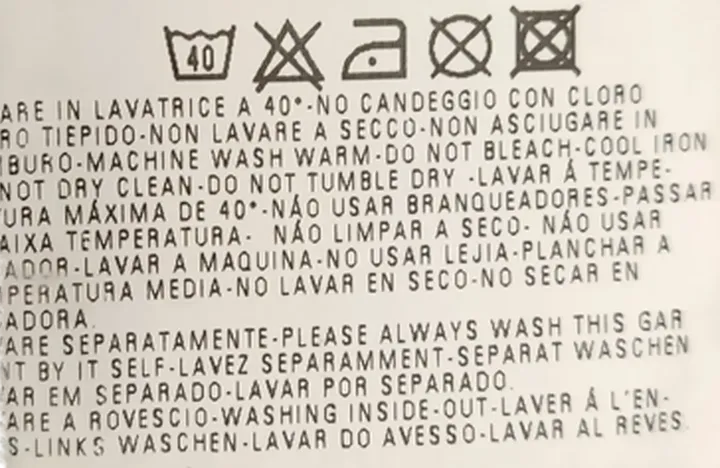 40
ARE IN LAVATRICE A 40°-NO CANDEGGIO CON CLORO
RO TIEPIDO-NON LAVARE A SECCO-NON ASCIUGARE IN
BURO-MACHINE WASH WARM-DO NOT BLEACH-COOL IRON
NOT DRY CLEAN-DO NOT TUMBLE DRY -LAVAR Á TEMPE-
URA MÁXIMA DE 40°-NÁO USAR BRANQUEADORES-PASSAR
AIXA TEMPERATURA- NÁO LIMPAR A SECO- NÁO USAR
ADOR-LAVAR A MAQUINA-NO USAR LEJIA-PLANCHAR A
PERATURA MEDIA-NO LAVAR EN SECO-NO SECAR EN
ADORA.
ARE SEPARATAMENTE-PLEASE ALWAYS WASH THIS GAR
NT BY IT SELF-LAVEZ SEPARAMMENT-SEPARAT WASCHEN
AR EM SEPARADO-LAVAR POR SEPARADO.
ARE A ROVESCIO-WASHING INSIDE-OUT-LAVER Á L'EN-
S-LINKS WASCHEN-LAVAR DO AVESSO-LAVAR AL REVES.